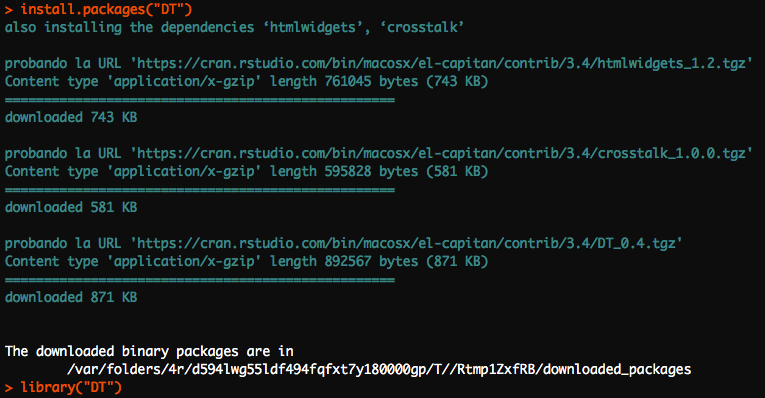 > install.packages("DT")
also installing the dependencies ‘htmlwidgets’, ‘crosstalk’
probando la URL 'https://cran.rstudio.com/bin/macosx/el-capitan/contrib/3.4/htmlwidgets_1.2.tgz'
Content type 'application/x-gzip' length 761045 bytes (743 KB)
==================================================
downloaded 743 KB
probando la URL 'https://cran.rstudio.com/bin/macosx/el-capitan/contrib/3.4/crosstalk_1.0.0.tgz'
Content type 'application/x-gzip' length 595828 bytes (581 KB)
==================================================
downloaded 581 KB
probando la URL 'https://cran.rstudio.com/bin/macosx/el-capitan/contrib/3.4/DT_0.4.tgz'
Content type 'application/x-gzip' length 892567 bytes (871 KB)
==================================================
downloaded 871 KB
The downloaded binary packages are in
/var/folders/4r/d594lwg55ldf494fqfxt7y180000gp/T//Rtmp1ZxfRB/downloaded_packages
> library("DT")